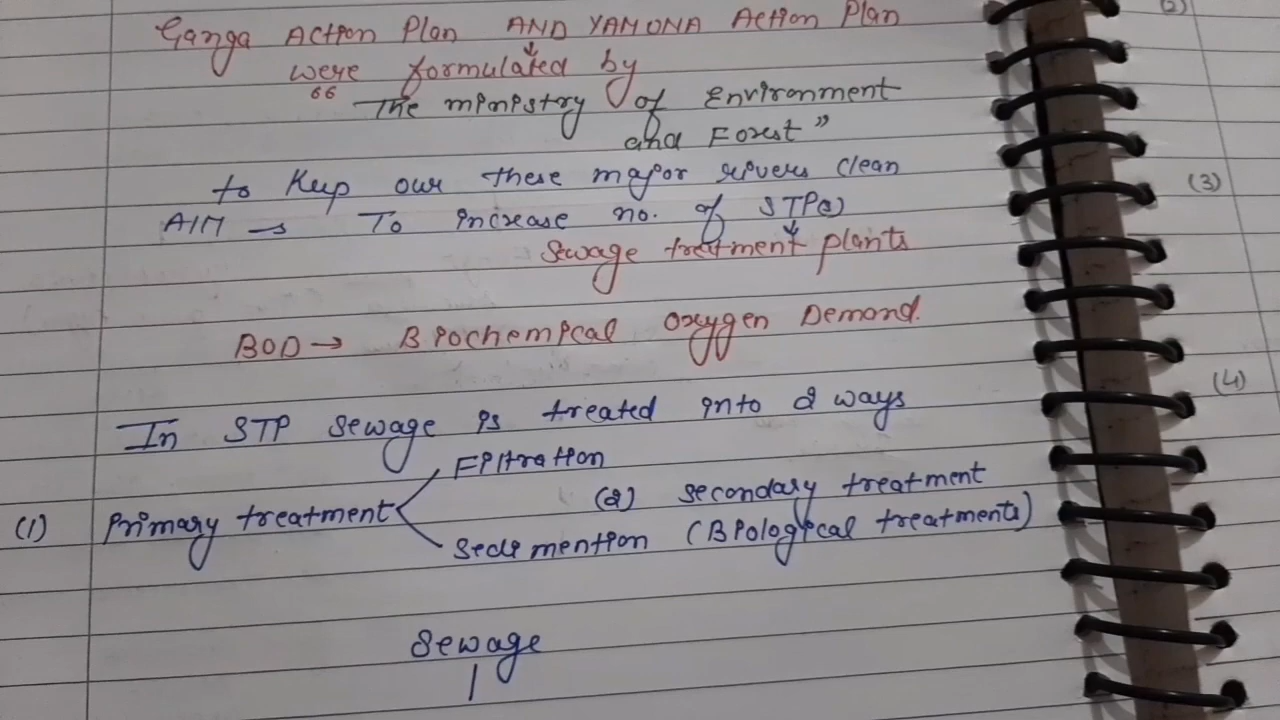 Ganga Action Plan AND YAMUNA Action Plan
were formulated by
"The ministry of Environment
and Forest"
to Keep our these major rivers clean
AIM → To increase no. of STP(s)
Sewage treatment plants
BOD → Biochemical Oxygen Demand.
In STP sewage is treated into 2 ways
Filtration
(1) Primary treatment
(2) secondary treatment
Sedimention (Biological treatments)
Sewage
(2)
(3)
(4)